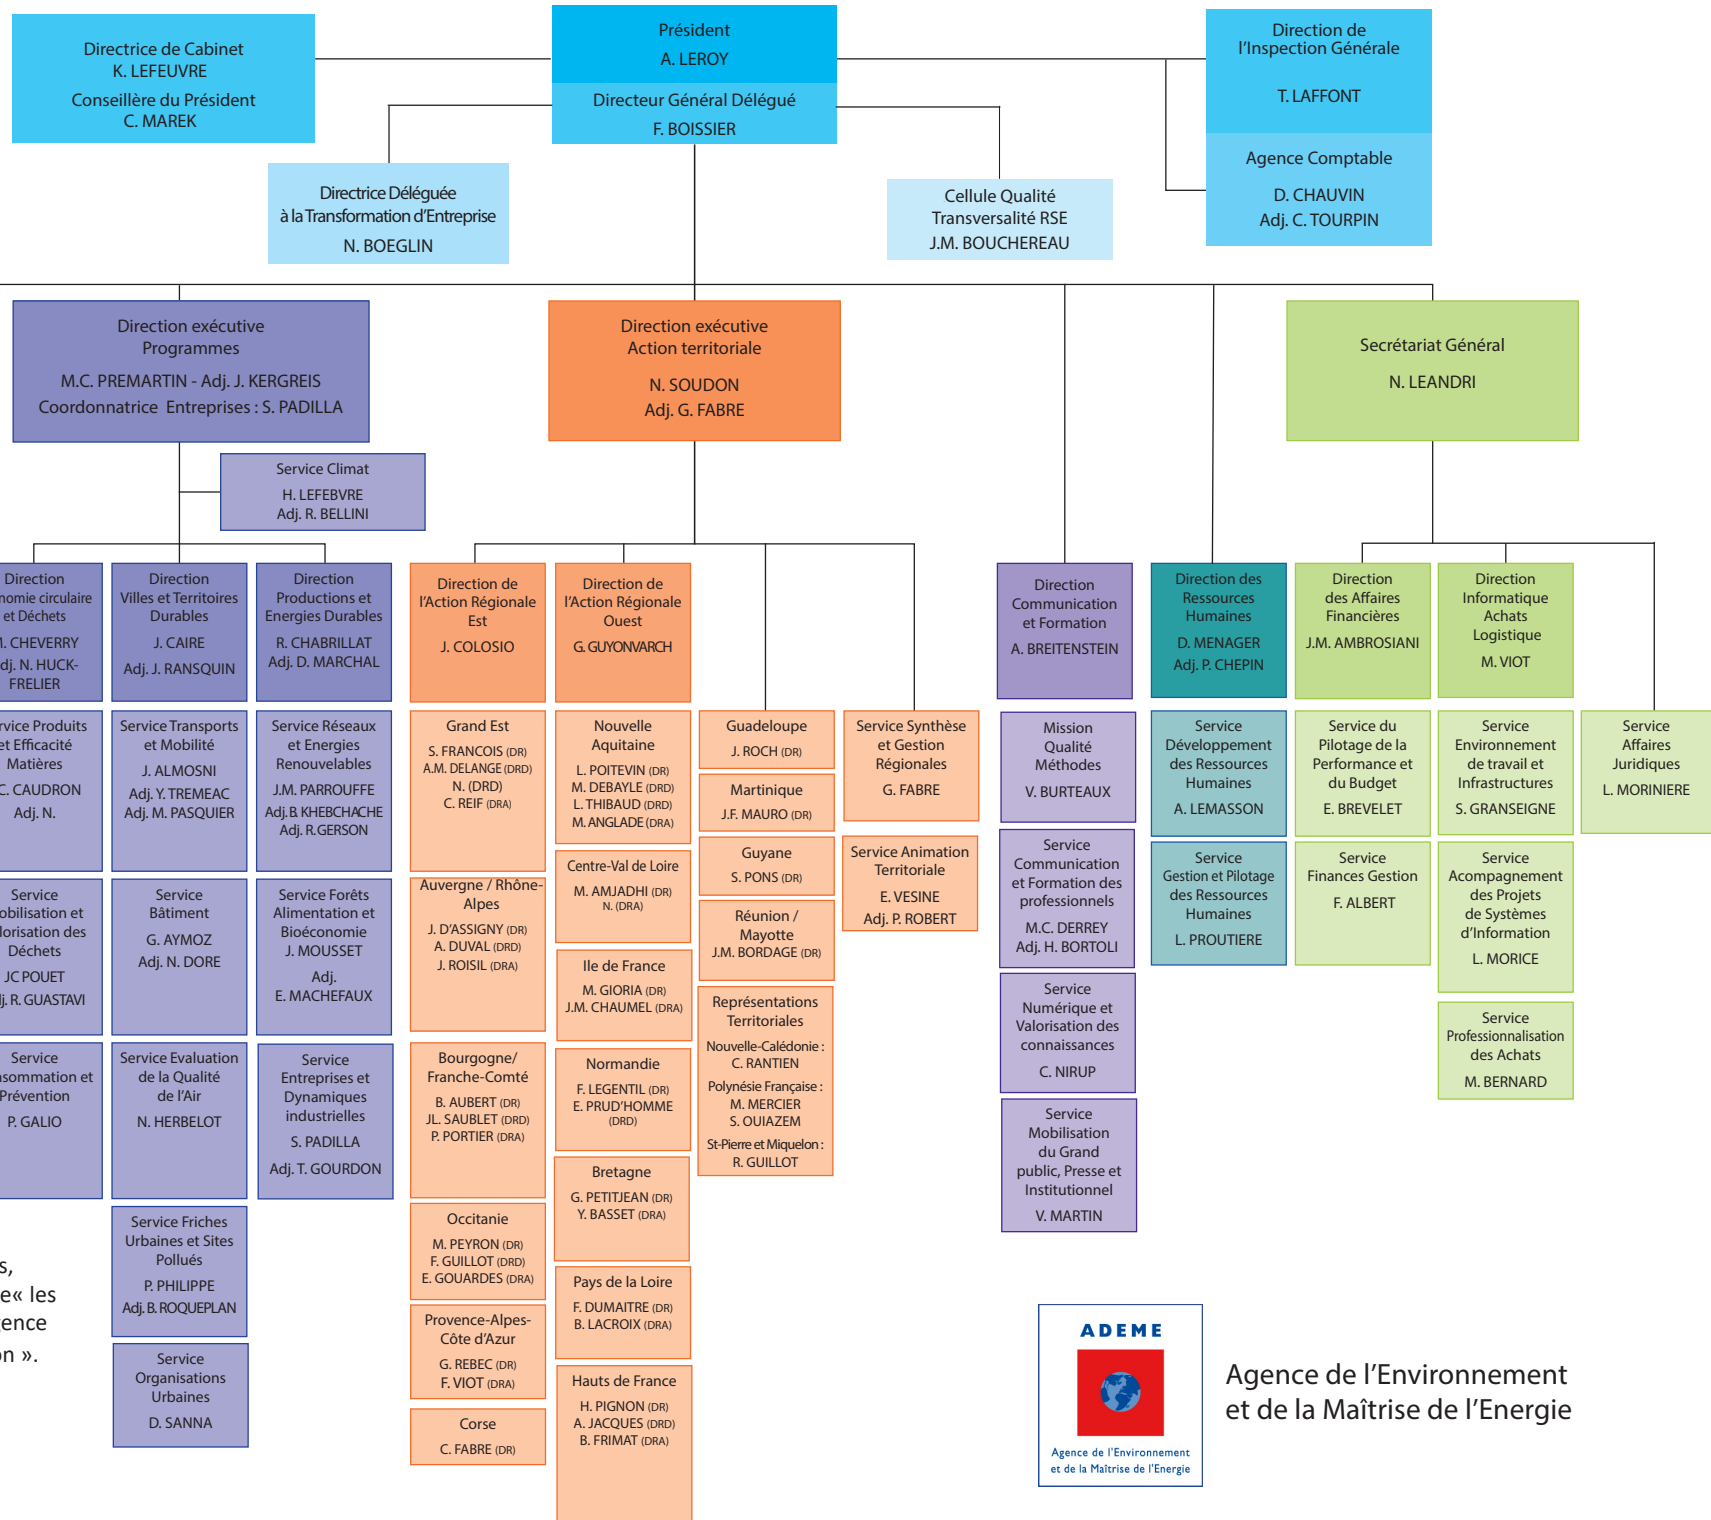 Directrice de Cabinet
K. LEFEUVRE
Conseillère du Président
C. MAREK
Président
A. LEROY
Directeur Général Délégué
F. BOISSIER
Direction de
l'Inspection Générale
T. LAFFONT
Agence Comptable
D. CHAUVIN
Adj. C. TOURPIN
Directrice Déléguée
à la Transformation d'Entreprise
N. BOEGLIN
Cellule Qualité
Transversalité RSE
J.M. BOUCHEREAU
Direction exécutive
Programmes
M.C. PREMARTIN - Adj. J. KERGREIS
Coordonnatrice Entreprises : S. PADILLA
Direction exécutive
Action territoriale
N. SOUDON
Adj. G. FABRE
Secrétariat Général
N. LEANDRI
Service Climat
H. LEFEBVRE
Adj. R. BELLINI
Direction
circulaire
et Déchets
CHEVERRY
N. HUCK-
FRELIER
Produits
et Efficacité
Matières
C. CAUDRON
Adj. N.
Service
et
des
Déchets
JC POUET
R. GUASTAVI
Service
et
Prévention
P. GALIO
Direction
Villes et Territoires
Durables
J. CAIRE
Adj. J. RANSQUIN
Service Transports
et Mobilité
J. ALMOSNI
Adj. Y. TREMEAC
Adj. M. PASQUIER
Service
Bâtiment
G. AYMOZ
Adj. N. DORE
Service Evaluation
de la Qualité
de l'Air
N. HERBELOT
Service Friches
Urbaines et Sites
Pollués
P. PHILIPPE
Adj. B. ROQUEPLAN
Service
Organisations
Urbaines
D. SANNA
Direction
Productions et
Energies Durables
R. CHABRILLAT
Adj. D. MARCHAL
Service Réseaux
et Energies
Renouvelables
J.M. PARROUFFE
Adj. B. KHEBCHACHE
Adj. R. GERSON
Service Forêts
Alimentation et
Bioéconomie
J. MOUSSET
Adj.
E. MACHEFAUX
Service
Entreprises et
Dynamiques
industrielles
S. PADILLA
Adj. T. GOURDON
Direction de
l'Action Régionale
Est
J. COLOSIO
Grand Est
S. FRANCOIS (DR)
A.M. DELANGE (DRD)
N. (DRD)
C. REIF (DRA)
Auvergne / Rhône-
Alpes
J. D'ASSIGNY (DR)
A. DUVAL (DRD)
J. ROISIL (DRA)
Bourgogne/
Franche-Comté
B. AUBERT (DR)
JL. SAUBLET (DRD)
P. PORTIER (DRA)
Occitanie
M. PEYRON (DR)
F. GUILLOT (DRD)
E. GOUARDES (DRA)
Provence-Alpes-
Côte d'Azur
G. REBEC (DR)
F. VIOT (DRA)
Corse
C. FABRE (DR)
Direction de
l'Action Régionale
Ouest
G. GUYONVARCH
Nouvelle
Aquitaine
L. POITEVIN (DR)
M. DEBAYLE (DRD)
L. THIBAUD (DRD)
M. ANGLADE (DRA)
Centre-Val de Loire
M. AMJADHI (DR)
N. (DRA)
Ile de France
M. GIORIA (DR)
J.M. CHAUMEL (DRA)
Normandie
F. LEGENTIL (DR)
E. PRUD'HOMME
(DRD)
Bretagne
G. PETITJEAN (DR)
Y. BASSET (DRA)
Pays de la Loire
F. DUMAITRE (DR)
B. LACROIX (DRA)
Hauts de France
H. PIGNON (DR)
A. JACQUES (DRD)
B. FRIMAT (DRA)
Guadeloupe
J. ROCH (DR)
Martinique
J.F. MAURO (DR)
Guyane
S. PONS (DR)
Réunion /
Mayotte
J.M. BORDAGE (DR)
Représentations
Territoriales
Nouvelle-Calédonie :
C. RANTIEN
Polynésie Française :
M. MERCIER
S. OUIAZEM
St-Pierre et Miquelon :
R. GUILLOT
Service Synthèse
et Gestion
Régionales
G. FABRE
Service Animation
Territoriale
E. VESINE
Adj. P. ROBERT
Direction
Communication
et Formation
A. BREITENSTEIN
Mission
Qualité
Méthodes
V. BURTEAUX
Service
Communication
et Formation des
professionnels
M.C. DERREY
Adj. H. BORTOLI
Service
Numérique et
Valorisation des
connaissances
C. NIRUP
Service
Mobilisation
du Grand
public, Presse et
Institutionnel
V. MARTIN
Direction des
Ressources
Humaines
D. MENAGER
Adj. P. CHEPIN
Service
Développement
des Ressources
Humaines
A. LEMASSON
Service
Gestion et Pilotage
des Ressources
Humaines
L. PROUTIERE
Direction
des Affaires
Financières
J.M. AMBROSIANI
Service du
Pilotage de la
Performance et
du Budget
E. BREVELET
Service
Finances Gestion
F. ALBERT
Direction
Informatique
Achats
Logistique
M. VIOT
Service
Environnement
de travail et
Infrastructures
S. GRANSEIGNE
Service
Acompagnement
des Projets
de Systèmes
d'Information
L. MORICE
Service
Professionnalisation
des Achats
M. BERNARD
Service
Affaires
Juridiques
L. MORINIERE
« les
».
ADEME
Agence de l'Environnement
et de la Maîtrise de l'Energie
Agence de l'Environnement
et de la Maîtrise de l'Energie